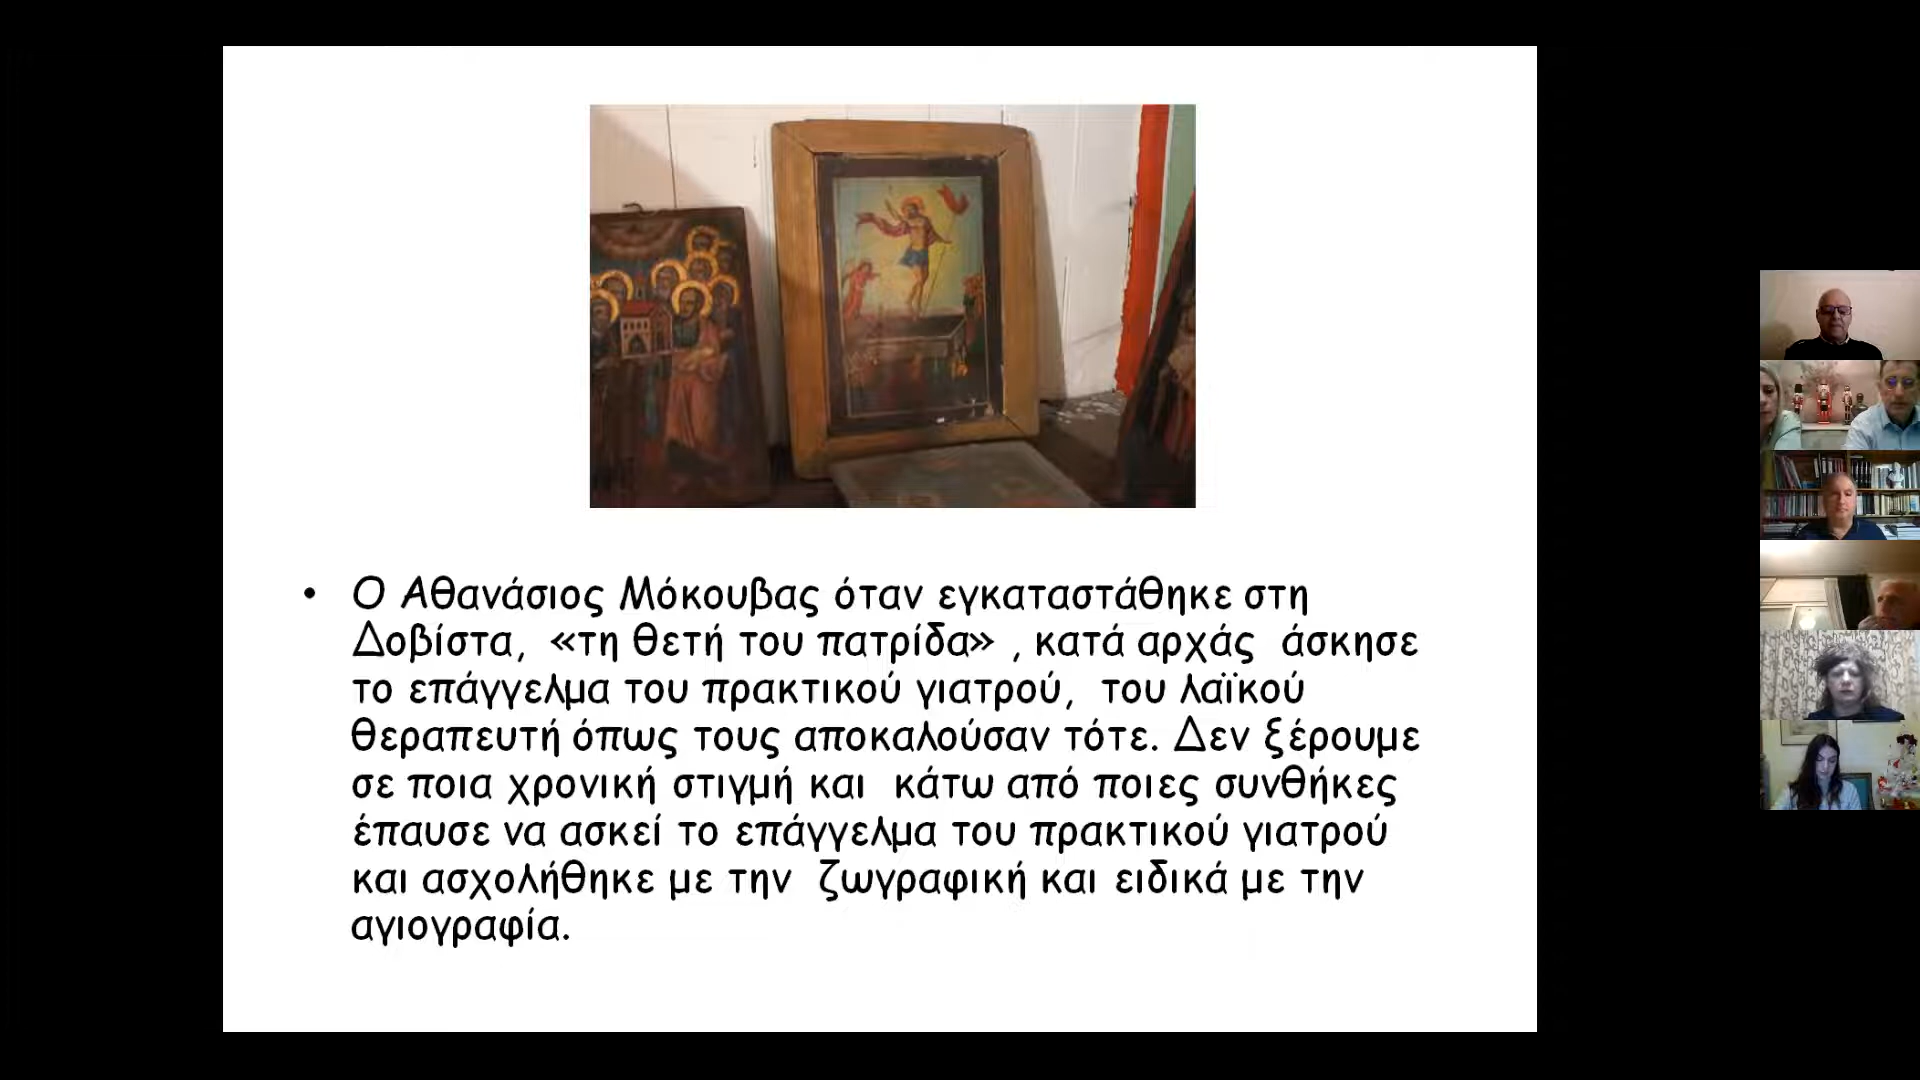 • Ο Αθανάσιος Μόκουβας όταν εγκαταστάθηκε στη
Δοβίστα, «τη θετή του πατρίδα» , κατά αρχάς άσκησε
το επάγγελμα του πρακτικού γιατρού, του λαϊκού
θεραπευτή όπως τους αποκαλούσαν τότε. Δεν ξέρουμε
σε ποια χρονική στιγμή και κάτω από ποιες συνθήκες
έπαυσε να ασκεί το επάγγελμα του πρακτικού γιατρού
και ασχολήθηκε με την ζωγραφική και ειδικά με την
αγιογραφία.